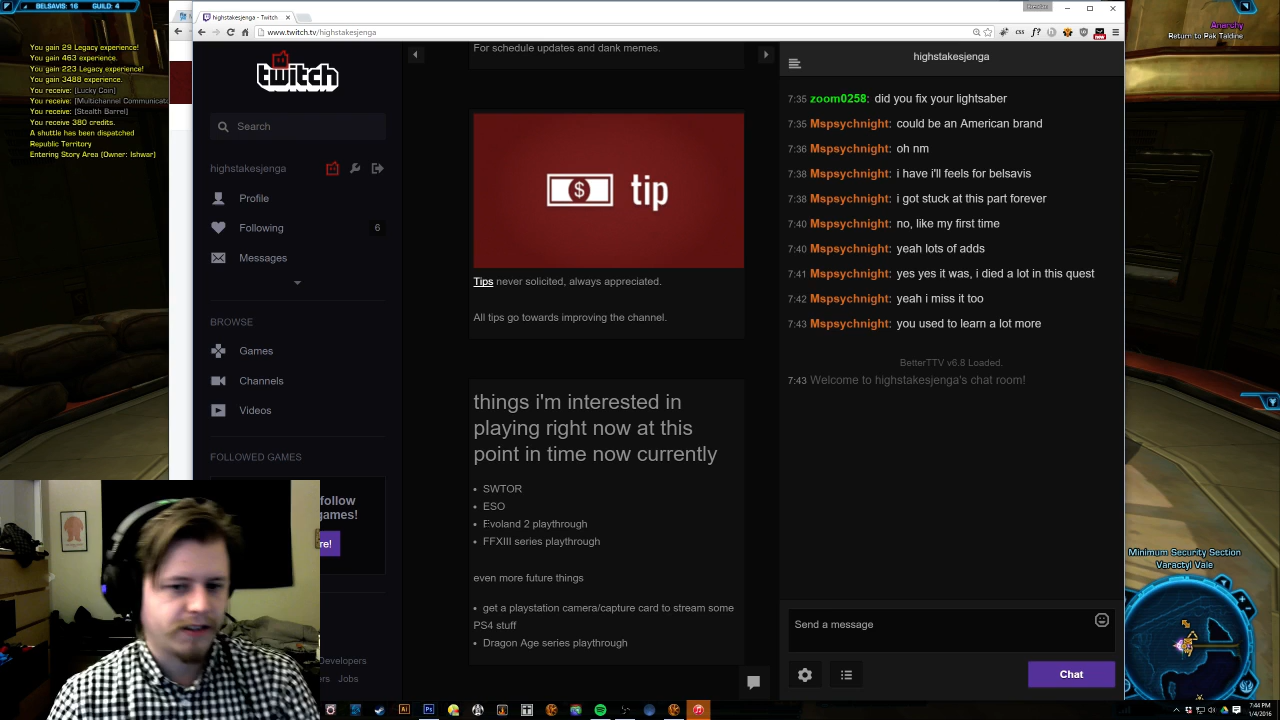 BELSAVIS: 16 GUILD: 4
You gain 29 Legacy experience!
You gain 463 experience.
You gain 223 Legacy experience!
You gain 3488 experience.
You receive: [Lucky Coin]
You receive: [Multichannel Communicato
You receive: [Stealth Barrel]
You receive 380 credits.
A shuttle has been dispatched
Republic Territory
Entering Story Area (Owner: Ishwar)
highstakesjenga - Twitch
www.twitch.tv/highstakesjenga
twitch
Search
highstakesjenga
Profile
Following 6
Messages
BROWSE
Games
Channels
Videos
FOLLOWED GAMES
follow
games!
re!
Developers
rs Jobs
For schedule updates and dank memes.
$ tip
Tips never solicited, always appreciated.
All tips go towards improving the channel.
things i'm interested in
playing right now at this
point in time now currently
• SWTOR
• ESO
• Evoland 2 playthrough
• FFXIII series playthrough
even more future things
• get a playstation camera/capture card to stream some
PS4 stuff
• Dragon Age series playthrough
highstakesjenga
7:35 zoom0258: did you fix your lightsaber
7:35 Mspsychnight: could be an American brand
7:36 Mspsychnight: oh nm
7:38 Mspsychnight: i have i'll feels for belsavis
7:38 Mspsychnight: i got stuck at this part forever
7:40 Mspsychnight: no, like my first time
7:40 Mspsychnight: yeah lots of adds
7:41 Mspsychnight: yes yes it was, i died a lot in this quest
7:42 Mspsychnight: yeah i miss it too
7:43 Mspsychnight: you used to learn a lot more
BetterTTV v6.8 Loaded.
7:43 Welcome to highstakesjenga's chat room!
Send a message
Chat
Anarchy
Return to Pak Taldine
Minimum Security Section
Varactyl Vale
7:44 PM
1/4/2016